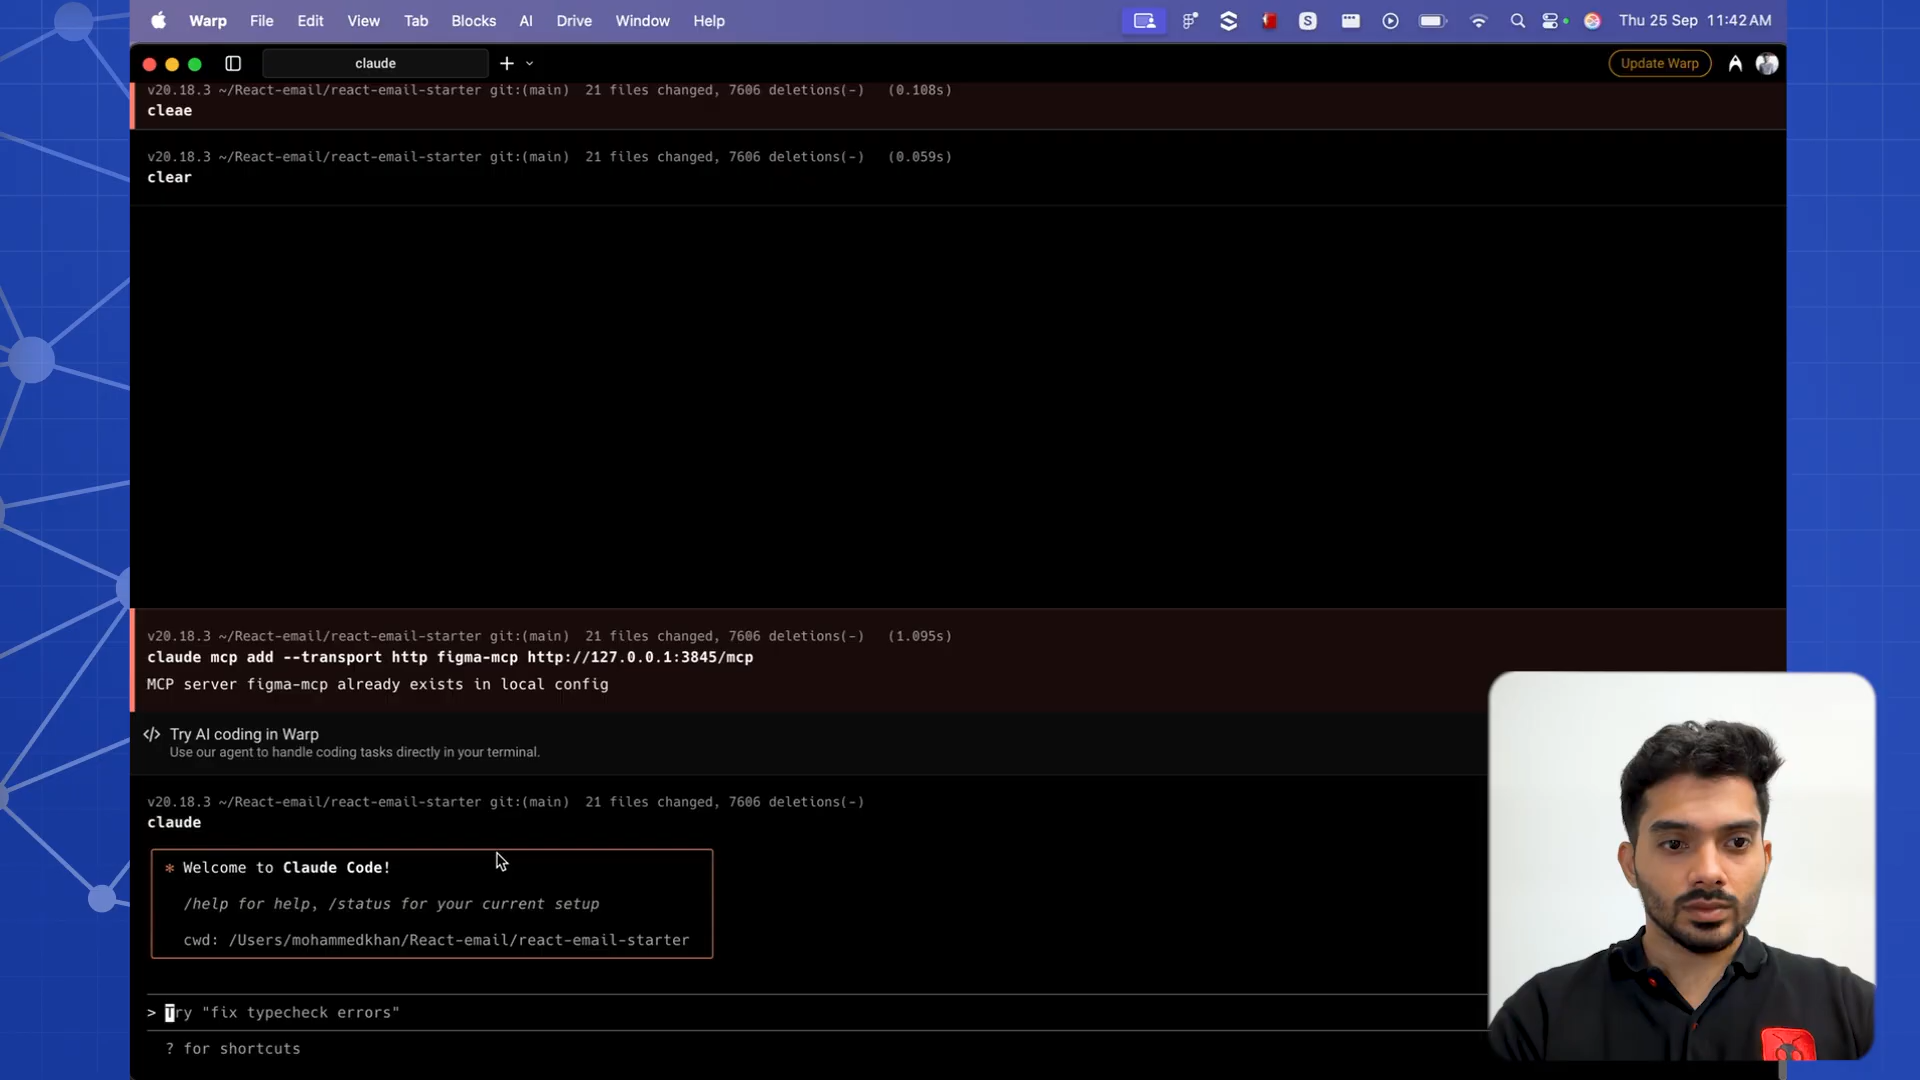 Warp File Edit View Tab Blocks AI Drive Window Help S Thu 25 Sep 11:42 AM
claude Update Warp
v20.18.3 ~/React-email/react-email-starter git:(main) 21 files changed, 7606 deletions(-) (0.108s)
cleae
v20.18.3 ~/React-email/react-email-starter git:(main) 21 files changed, 7606 deletions(-) (0.059s)
clear
v20.18.3 ~/React-email/react-email-starter git:(main) 21 files changed, 7606 deletions(-) (1.095s)
claude mcp add --transport http figma-mcp http://127.0.0.1:3845/mcp
MCP server figma-mcp already exists in local config
</> Try AI coding in Warp
Use our agent to handle coding tasks directly in your terminal.
v20.18.3 ~/React-email/react-email-starter git:(main) 21 files changed, 7606 deletions(-)
claude
* Welcome to Claude Code!
/help for help, /status for your current setup
cwd: /Users/mohammedkhan/React-email/react-email-starter
> Try "fix typecheck errors"
? for shortcuts